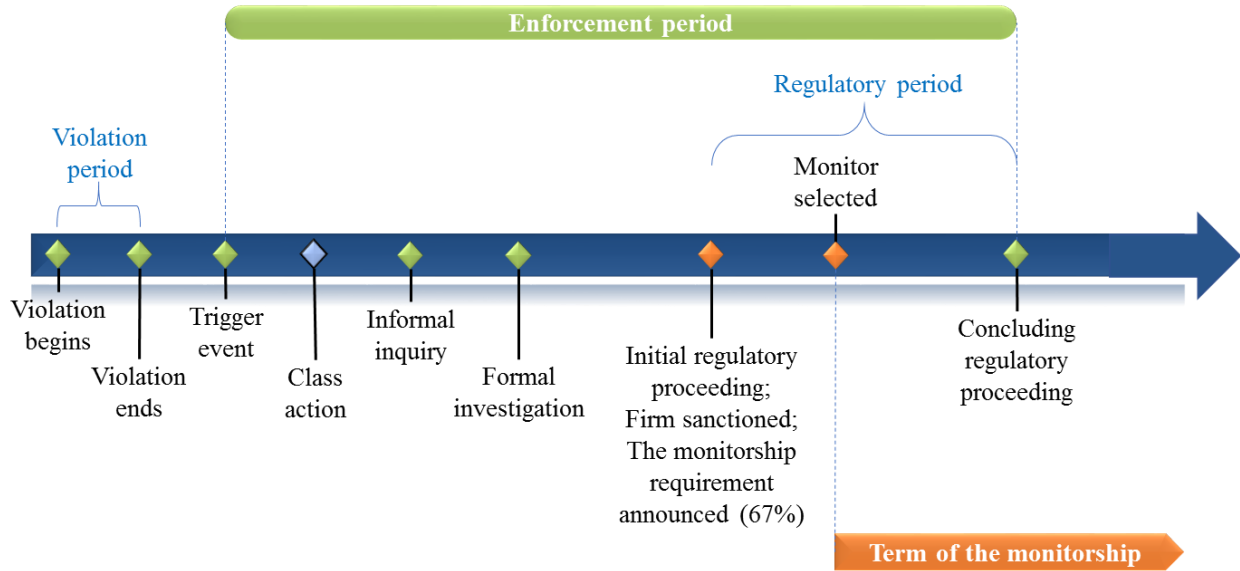 Enforcement period
Regulatory period
Violation
period
Monitor
selected
Violation
begins
Violation
ends
Trigger
event
Class
action
Informal
inquiry
Formal
investigation
Initial regulatory
proceeding;
Firm sanctioned;
The monitorship
requirement
announced (67%)
Concluding
regulatory
proceeding
Term of the monitorship